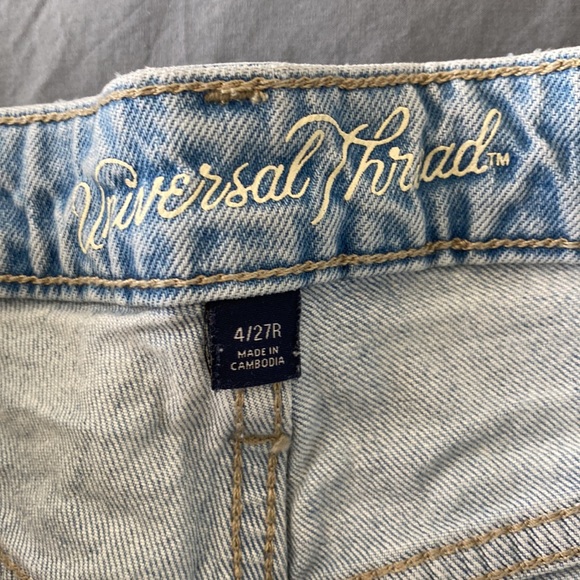 Universal Thread™
4/27R
MADE IN
CAMBODIA